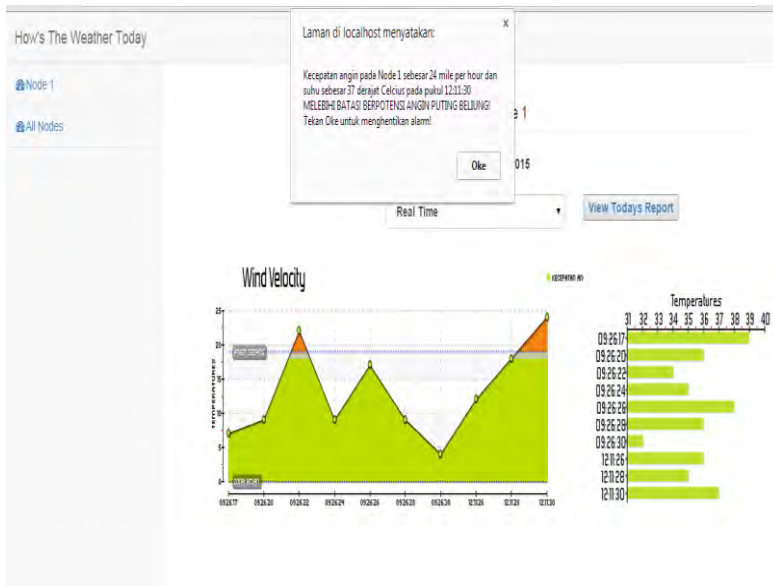 How's The Weather Today
Laman di localhost menyatakan:
x
Kecepatan angin pada Node 1 sebesar 24 mile per hour dan
suhu sebesar 37 derajat Celcius pada pukul 12:11:30
MELEBIHI BATAS! BERPOTENSI ANGIN PUTING BELIUNG!
Tekan Oke untuk menghentikan alarm!
Oke
Node 1
All Nodes
1
2015
Real Time
View Todays Report
Wind Velocity
KECEPATAN AN
TEMPERATURES
25
20
15
10
5
0
09:26:17
09:26:20
09:26:22
09:26:24
09:26:26
09:26:28
09:26:30
12:11:26
12:11:28
12:11:30
Temperatures
31 32 33 34 35 36 37 38 39 40
09:26:17
09:26:20
09:26:22
09:26:24
09:26:26
09:26:28
09:26:30
12:11:26
12:11:28
12:11:30